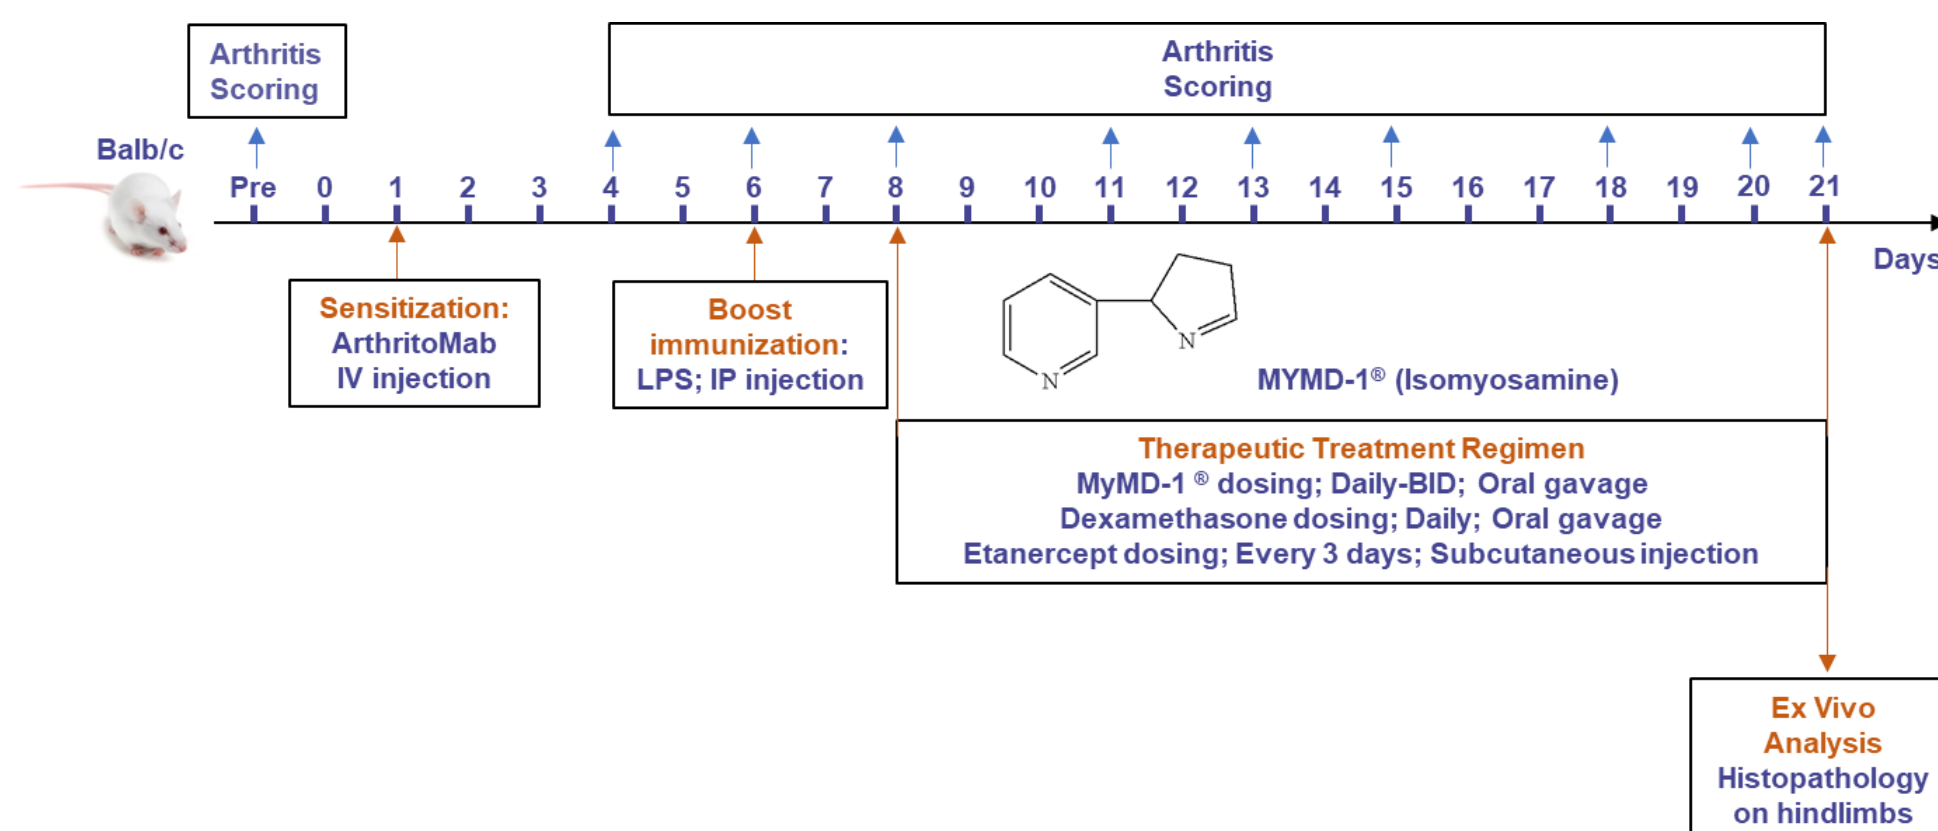 Arthritis
Scoring
Arthritis
Scoring
Balb/c
Pre 0 1 2 3 4 5 6 7 8 9 10 11 12 13 14 15 16 17 18 19 20 21
Days
Sensitization:
ArthritoMab
IV injection
Boost
immunization:
LPS; IP injection
N
N
MYMD-1® (Isomyosamine)
Therapeutic Treatment Regimen
MyMD-1 ® dosing; Daily-BID; Oral gavage
Dexamethasone dosing; Daily; Oral gavage
Etanercept dosing; Every 3 days; Subcutaneous injection
Ex Vivo
Analysis
Histopathology
on hindlimbs